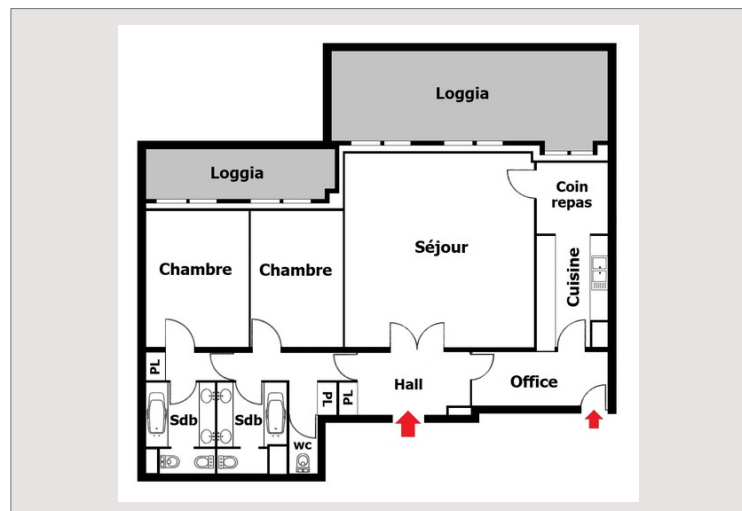 Loggia
Loggia
Coin
repas
Séjour
Chambre
Chambre
Cuisine
PL
Hall
Office
PL
PL
Sdb
Sdb
WC